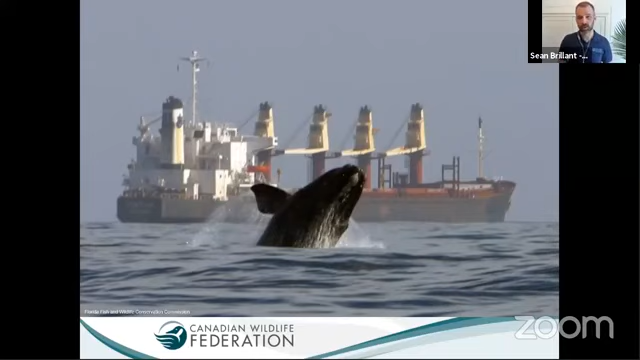 Sean Brillant -...
Florida Fish and Wildlife Conservation Commission
CANADIAN WILDLIFE
FEDERATION
zoom